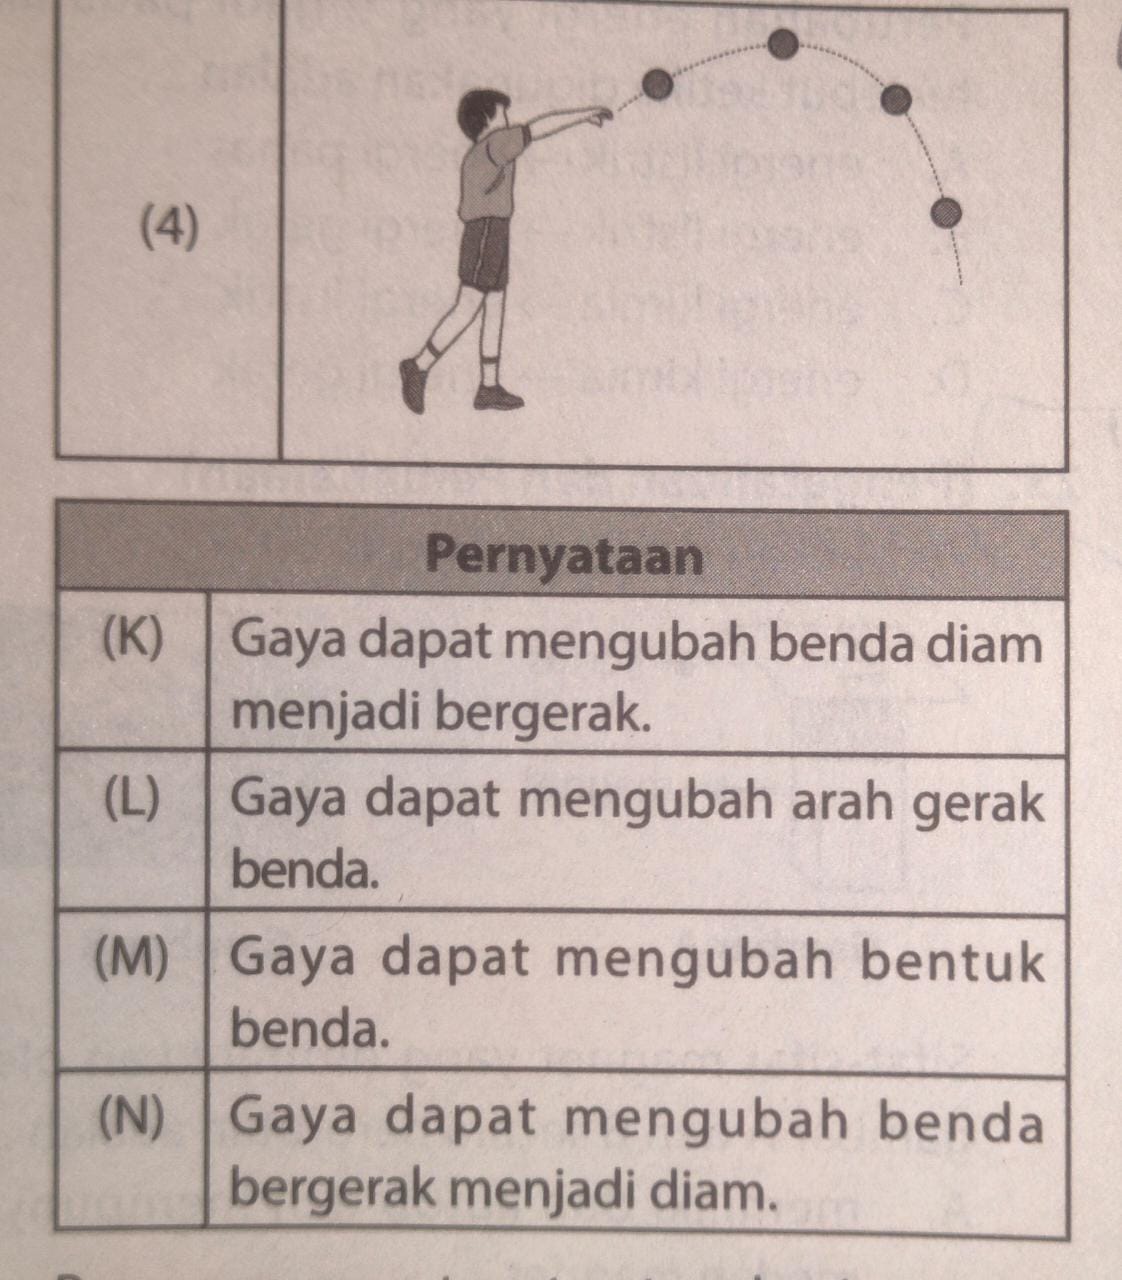 (4)
Pernyataan
(K) Gaya dapat mengubah benda diam
menjadi bergerak.
(L) Gaya dapat mengubah arah gerak
benda.
(M) Gaya dapat mengubah bentuk
benda.
(N) Gaya dapat mengubah benda
bergerak menjadi diam.